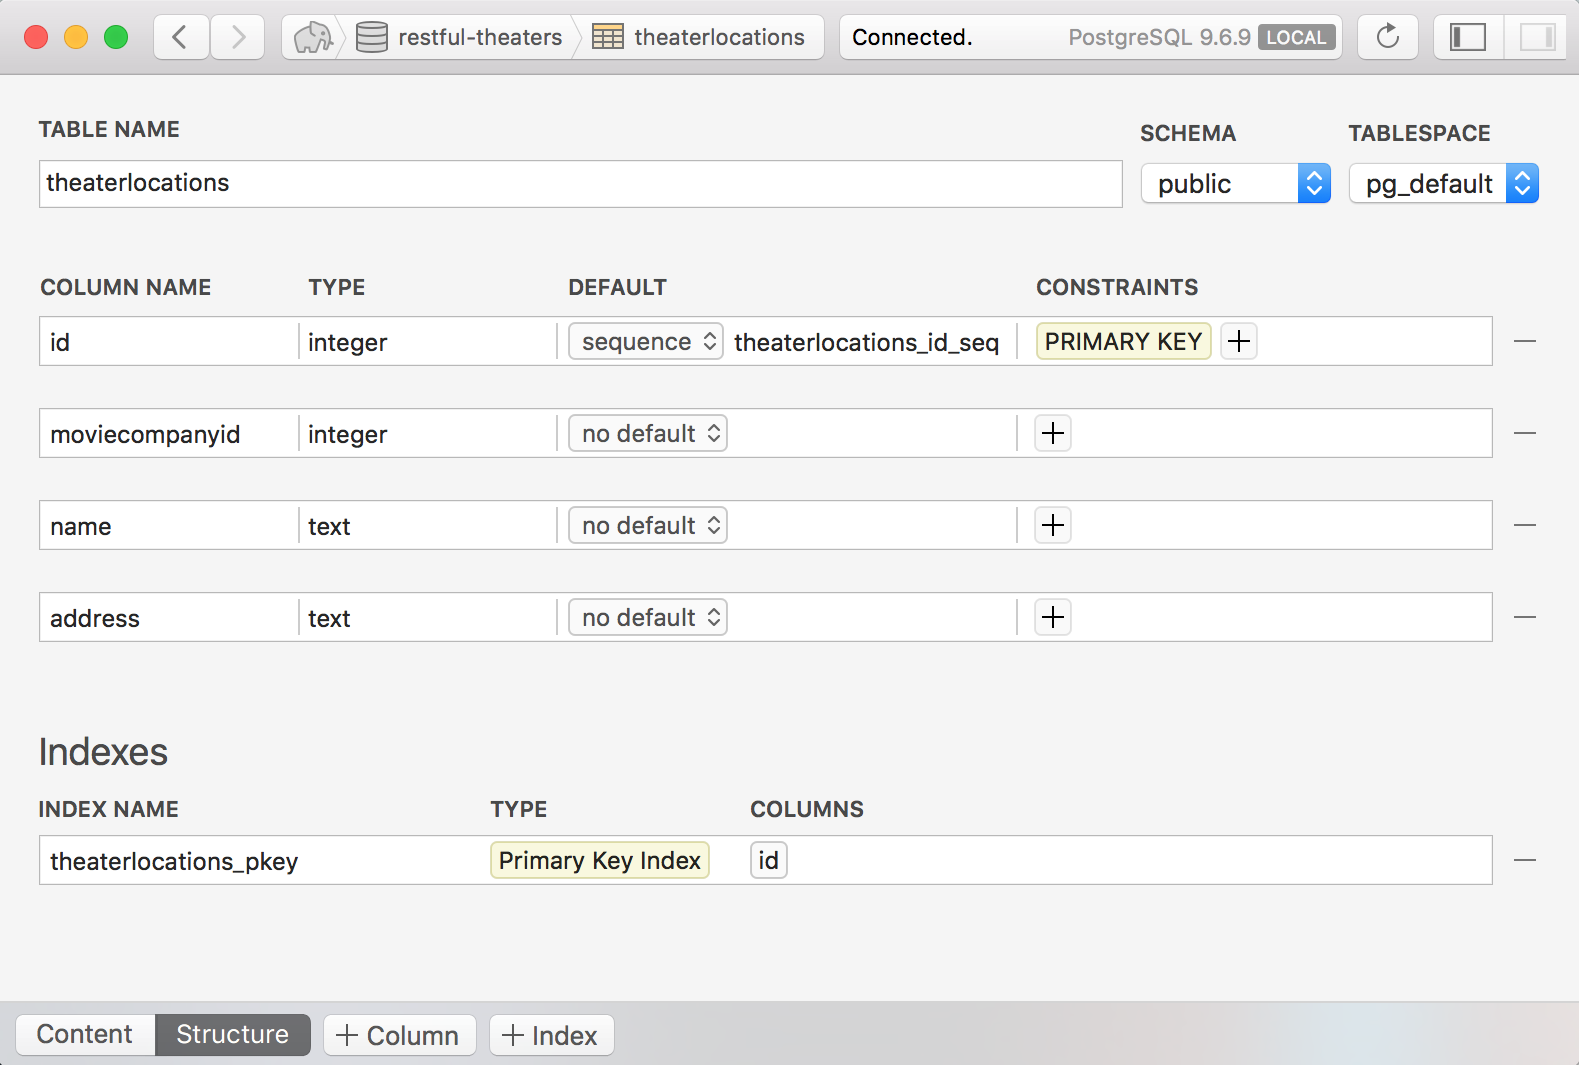 restful-theaters theaterlocations Connected. PostgreSQL 9.6.9 LOCAL
TABLE NAME SCHEMA TABLESPACE
theaterlocations public pg_default
COLUMN NAME TYPE DEFAULT CONSTRAINTS
id integer sequence theaterlocations_id_seq PRIMARY KEY +
moviecompanyid integer no default +
name text no default +
address text no default +
Indexes
INDEX NAME TYPE COLUMNS
theaterlocations_pkey Primary Key Index id
Content Structure + Column + Index